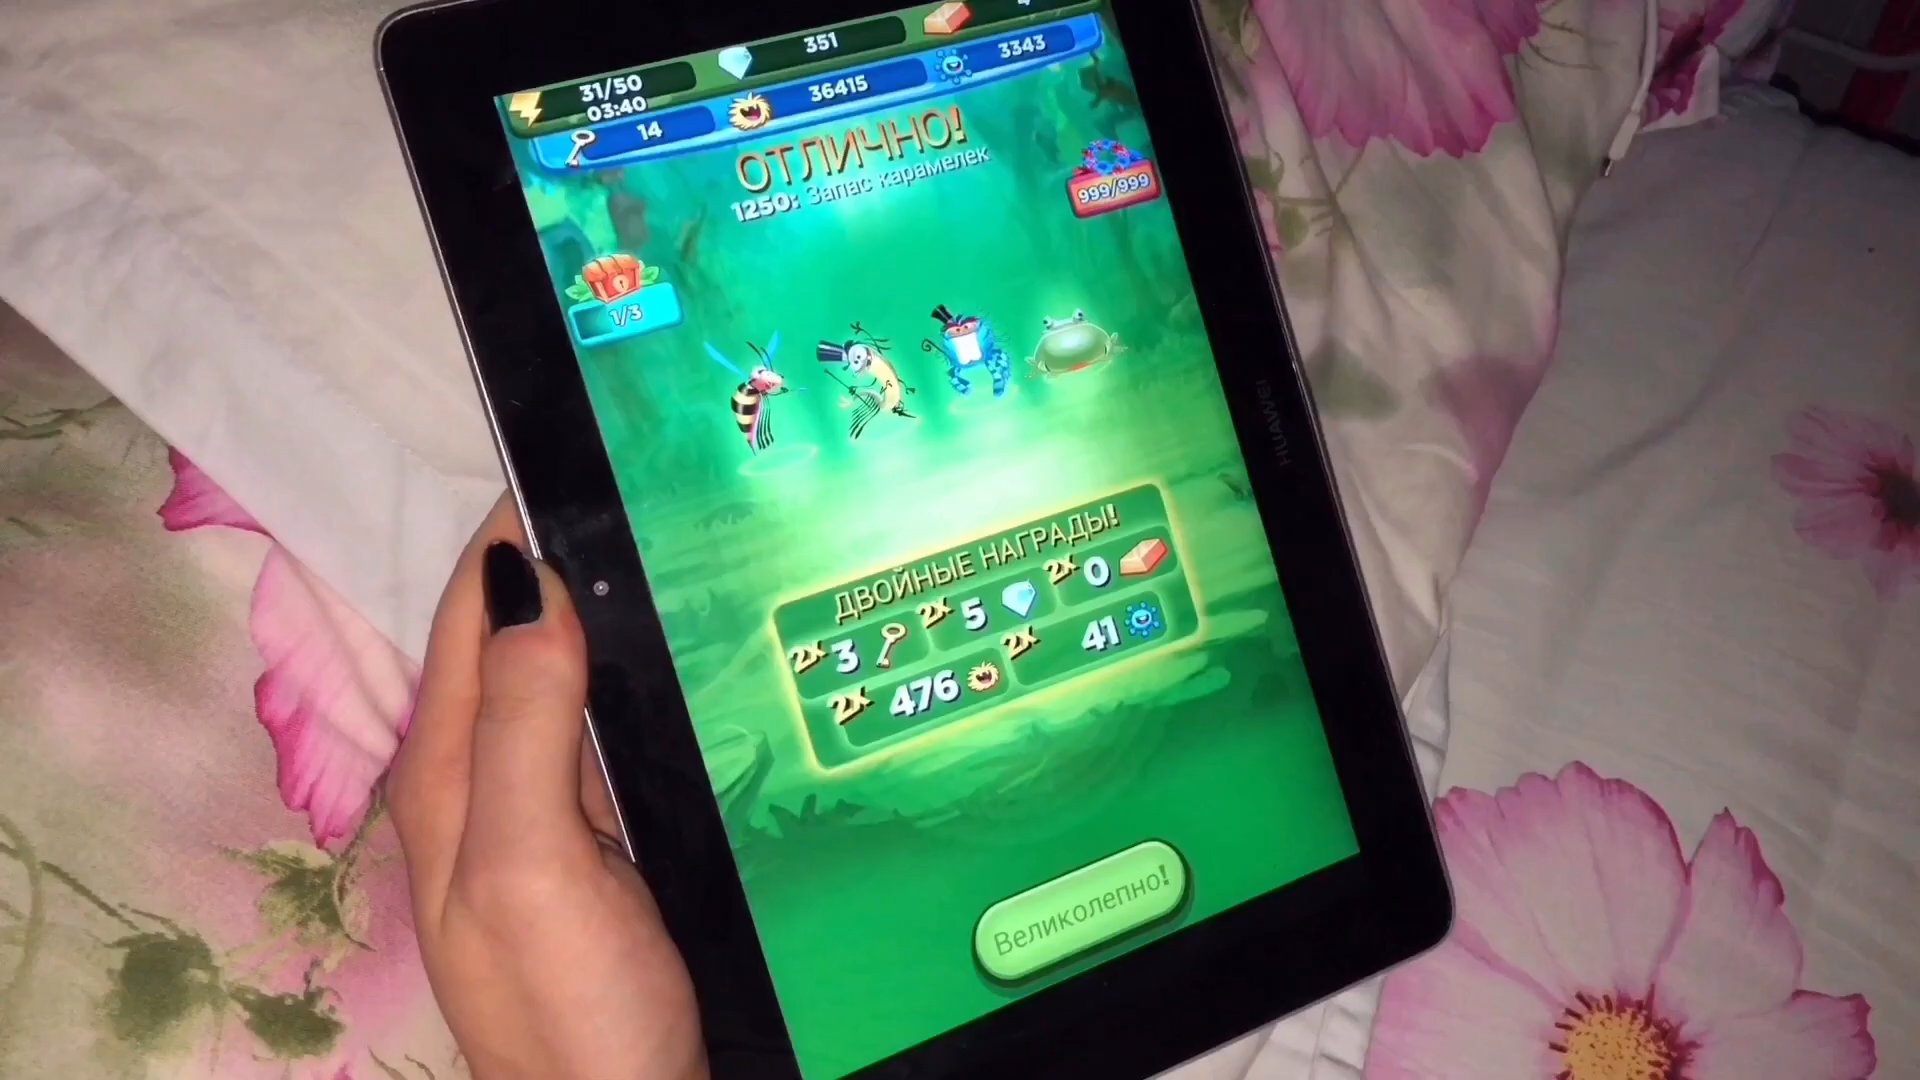 351
4
31/50
03:40
36415
3343
14
ОТЛИЧНО!
1250: Запас карамелек
999/999
1/3
HUAWEI
ДВОЙНЫЕ НАГРАДЫ!
2X 3 2X 5 2X 0
2X 476 2X 41
Великолепно!